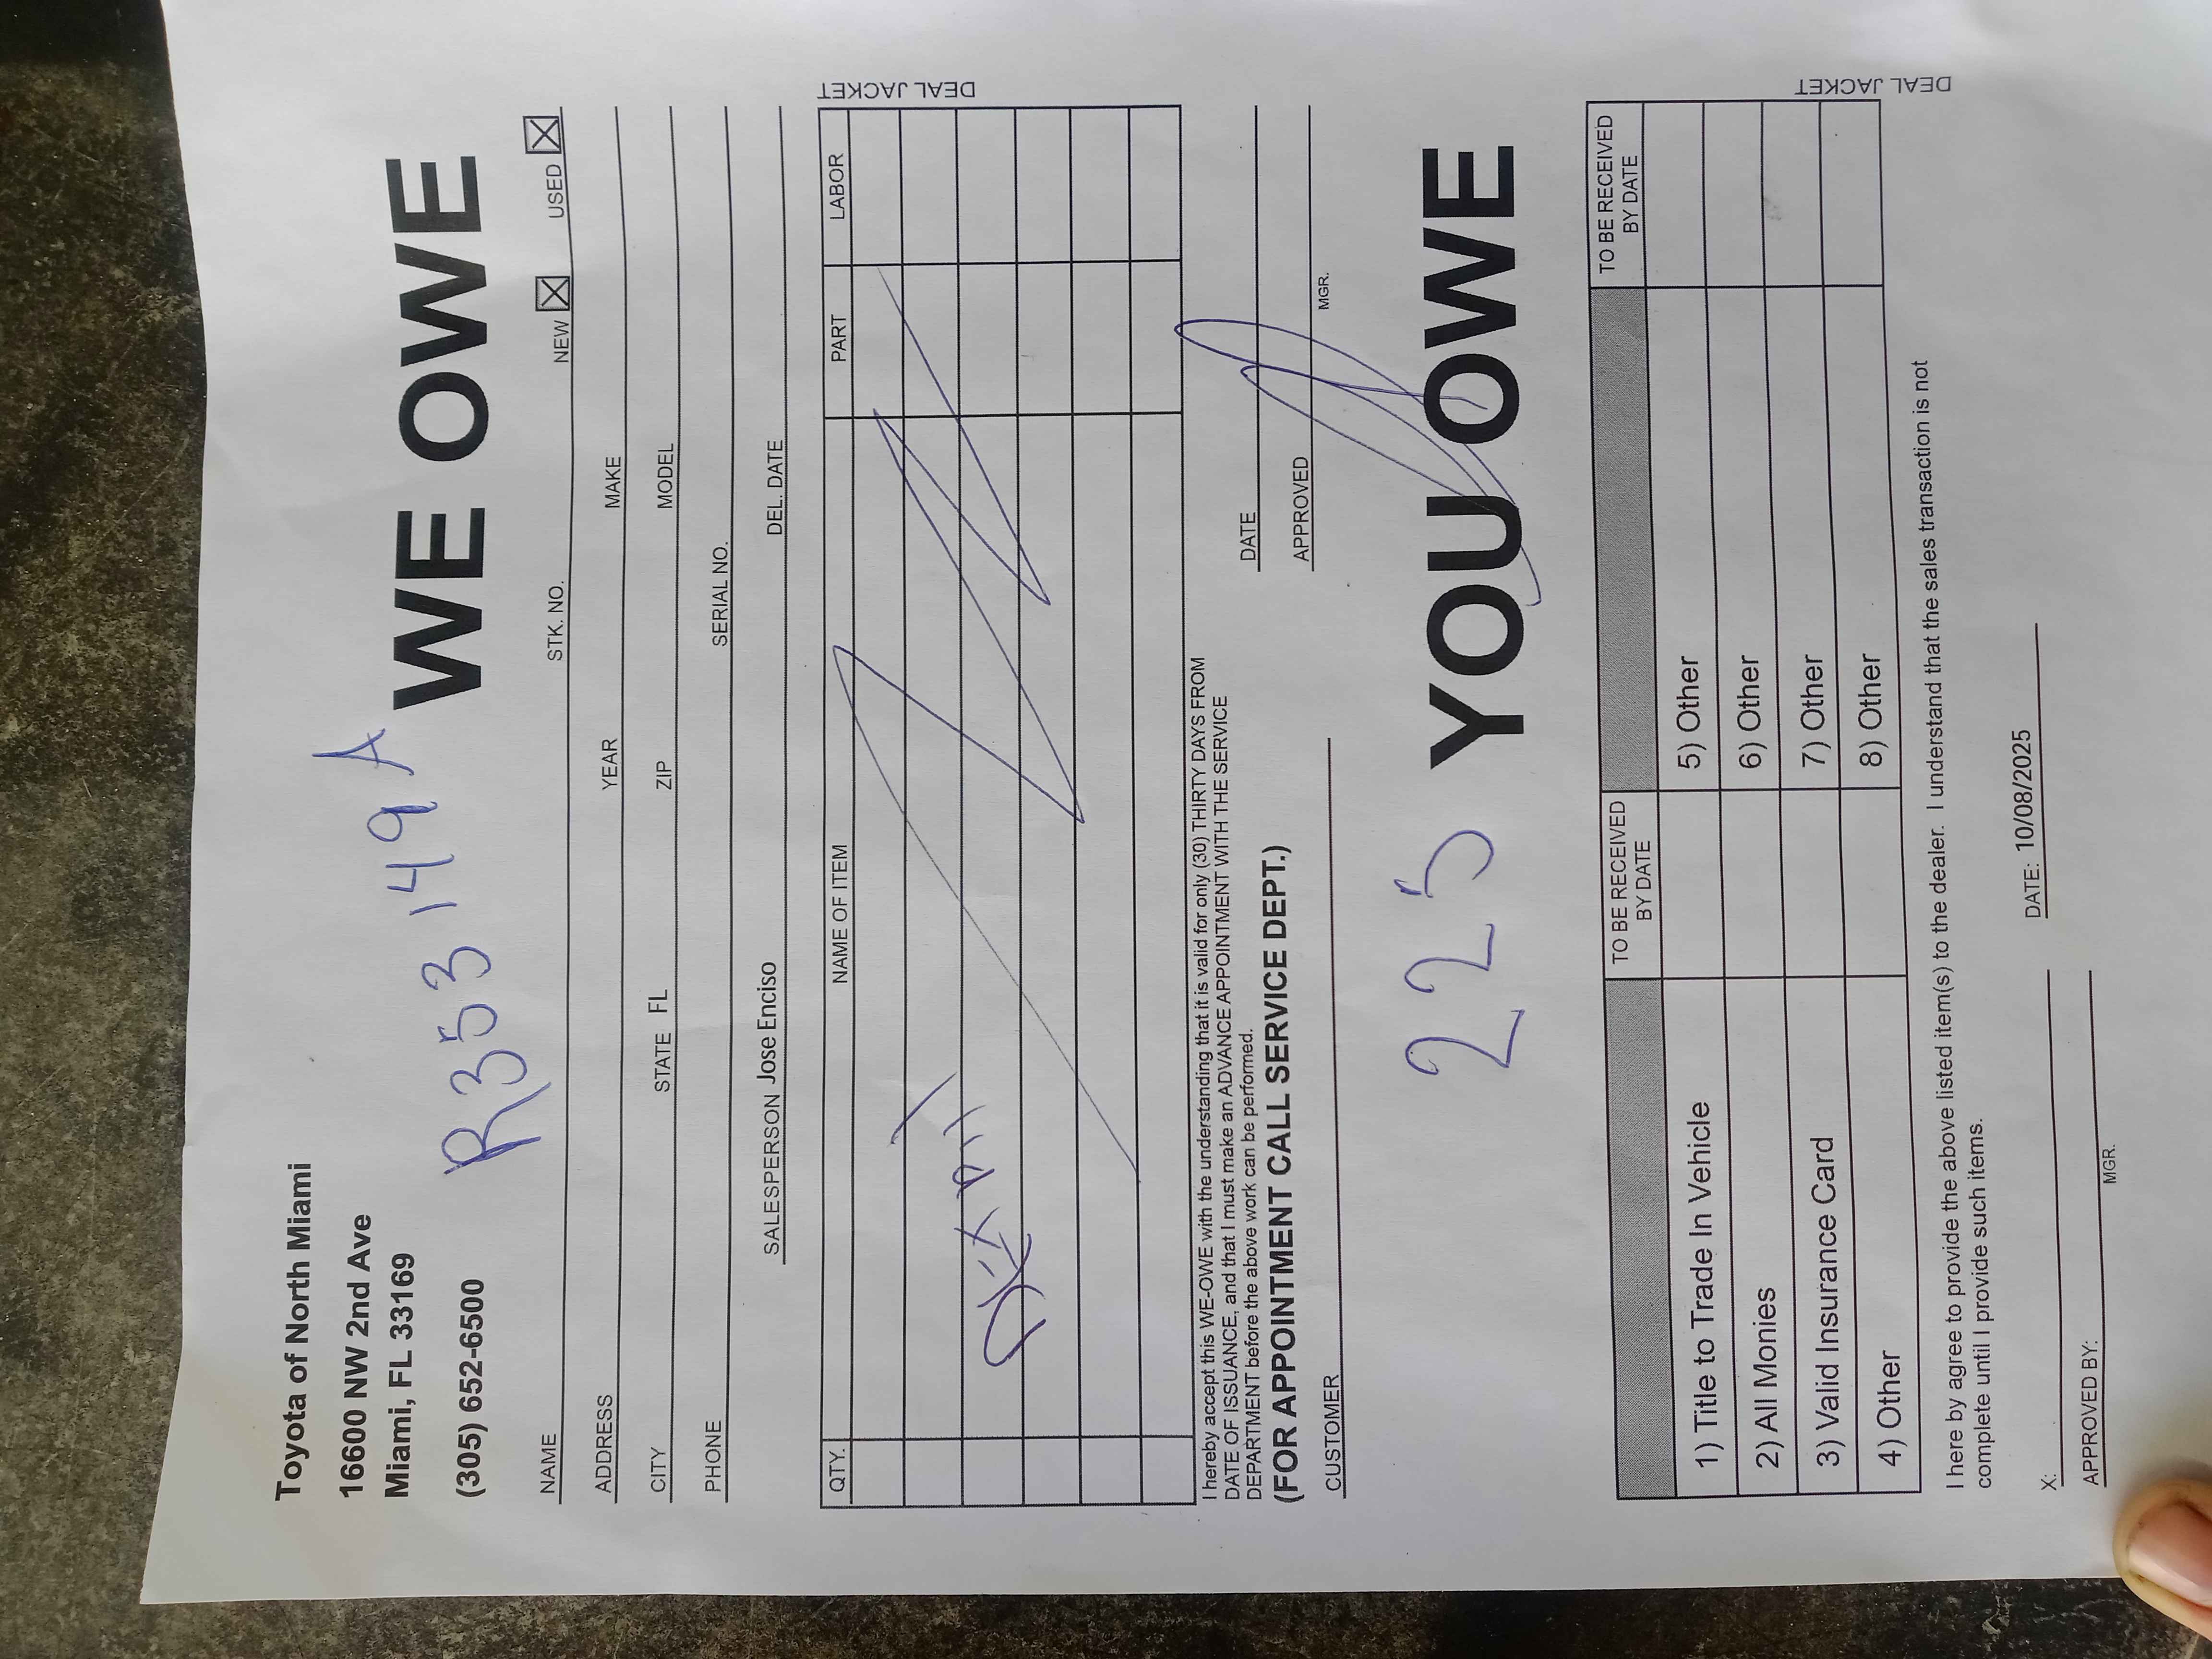 Toyota of North Miami
16600 NW 2nd Ave
Miami, FL 33169
(305) 652-6500
R353149A
WE OWE
NAME STK. NO. NEW USED
ADDRESS YEAR MAKE
CITY STATE FL ZIP MODEL
PHONE SERIAL NO.
SALESPERSON Jose Enciso DEL. DATE
QTY. NAME OF ITEM PART LABOR
DEAL JACKET
I hereby accept this WE-OWE with the understanding that it is valid for only (30) THIRTY DAYS FROM
DATE OF ISSUANCE, and that I must make an ADVANCE APPOINTMENT WITH THE SERVICE
DEPARTMENT before the above work can be performed.
(FOR APPOINTMENT CALL SERVICE DEPT.)
DATE
CUSTOMER APPROVED
MGR.
225
YOU OWE
TO BE RECEIVED BY DATE TO BE RECEIVED BY DATE
1) Title to Trade In Vehicle 5) Other
2) All Monies 6) Other
3) Valid Insurance Card 7) Other
4) Other 8) Other
DEAL JACKET
I here by agree to provide the above listed item(s) to the dealer. I understand that the sales transaction is not
complete until I provide such items.
X: DATE: 10/08/2025
APPROVED BY:
MGR.